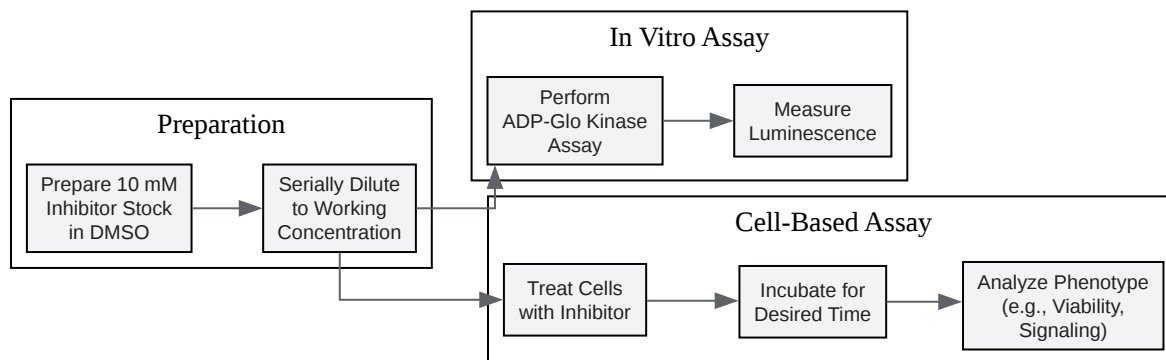 Preparation
Prepare 10 mM
Inhibitor Stock
in DMSO
Serially Dilute
to Working
Concentration
In Vitro Assay
Perform
ADP-Glo Kinase
Assay
Measure
Luminescence
Cell-Based Assay
Treat Cells
with Inhibitor
Incubate for
Desired Time
Analyze Phenotype
(e.g., Viability,
Signaling)